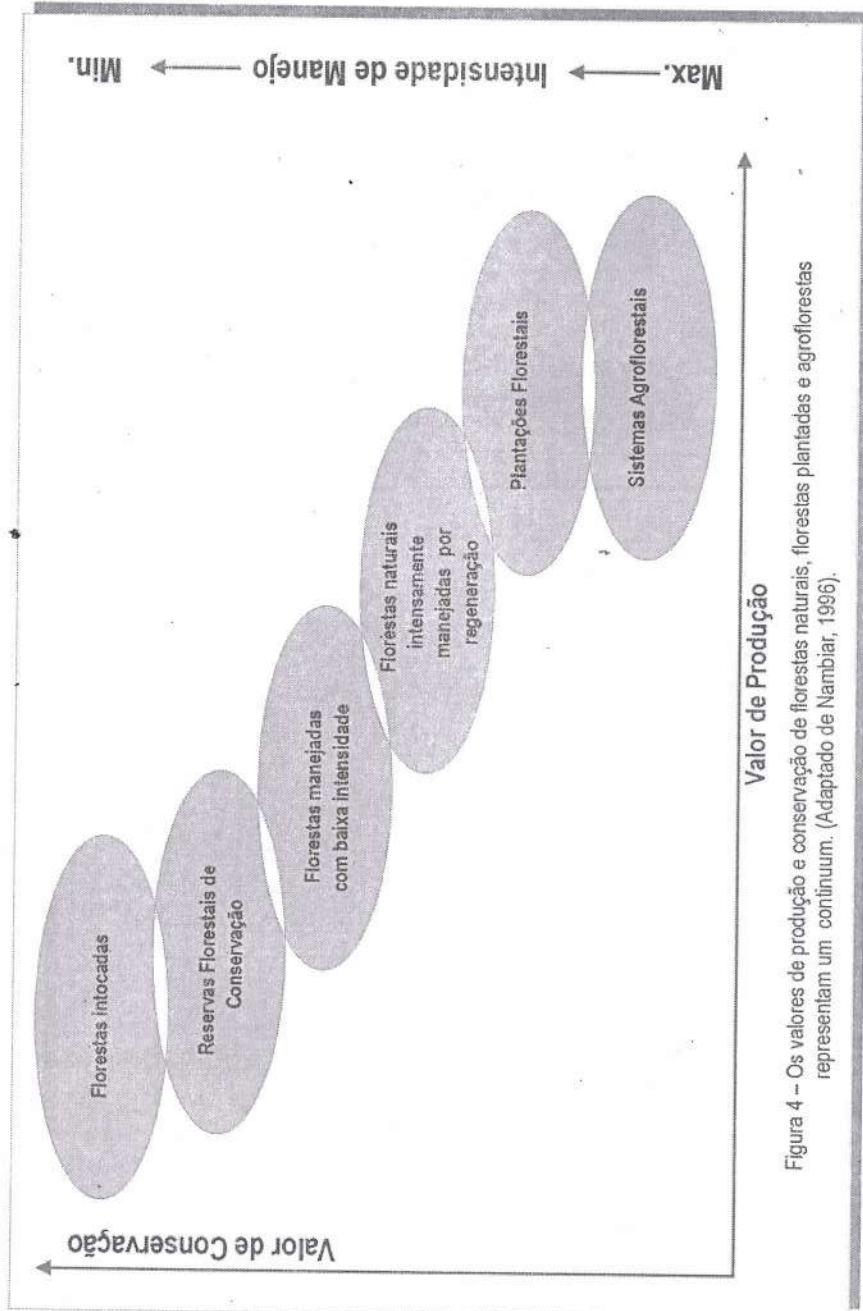 Valor de Conservação
Florestas intocadas
Reservas Florestais de
Conservação
Florestas manejadas
com baixa intensidade
Florestas naturais
intensamente
manejadas por
regeneração
Plantações Florestais
Sistemas Agroflorestais
Min.
Intensidade de Manejo
Max.
Valor de Produção
Figura 4 – Os valores de produção e conservação de florestas naturais, florestas plantadas e agroflorestas
representam um continuum. (Adaptado de Nambiar, 1996).